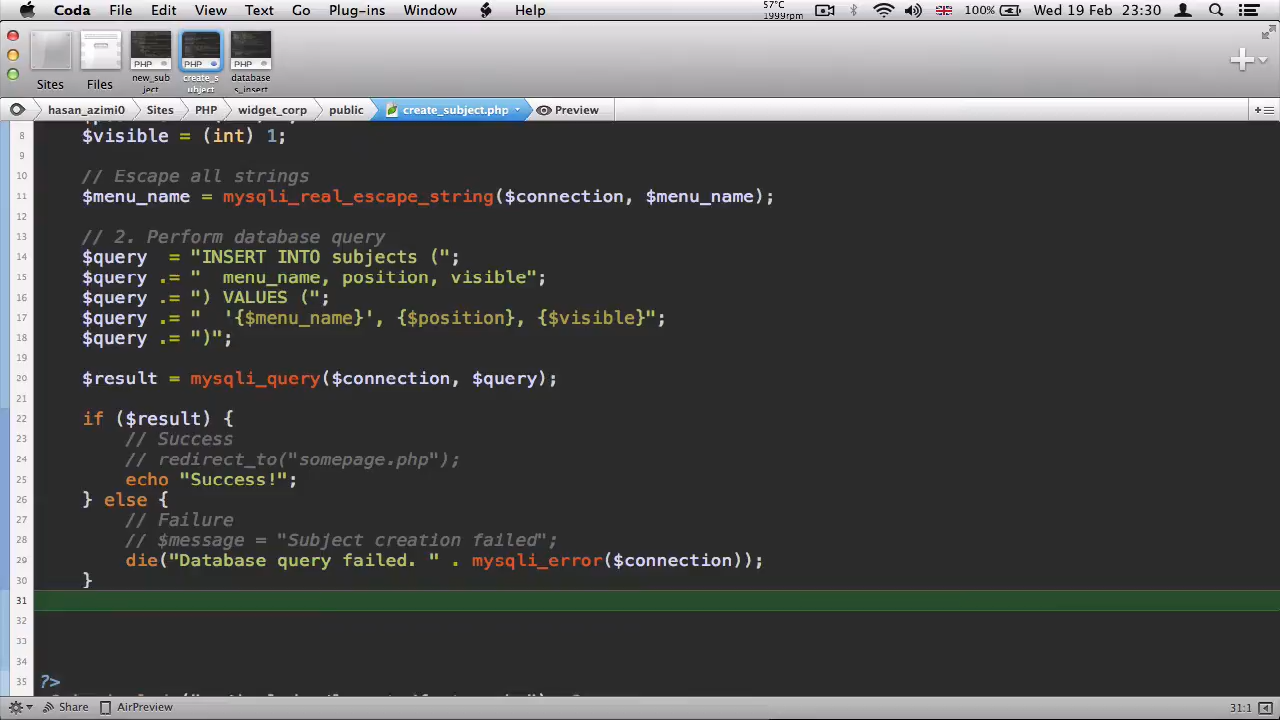 Coda File Edit View Text Go Plug-ins Window Help 57°C 1999rpm 100% Wed 19 Feb 23:30
PHP PHP PHP
Sites Files new_subject create_subject databases_insert
hasan_azimi0 Sites PHP widget_corp public create_subject.php Preview
8 $visible = (int) 1;
9
10 // Escape all strings
11 $menu_name = mysqli_real_escape_string($connection, $menu_name);
12
13 // 2. Perform database query
14 $query  = "INSERT INTO subjects (";
15 $query .= "  menu_name, position, visible";
16 $query .= ") VALUES (";
17 $query .= "  '{$menu_name}', {$position}, {$visible}";
18 $query .= ")";
19
20 $result = mysqli_query($connection, $query);
21
22 if ($result) {
23 // Success
24 // redirect_to("somepage.php");
25 echo "Success!";
26 } else {
27 // Failure
28 // $message = "Subject creation failed";
29 die("Database query failed. " . mysqli_error($connection));
30 }
31
32
33
34
35 ?>
Share AirPreview 31:1